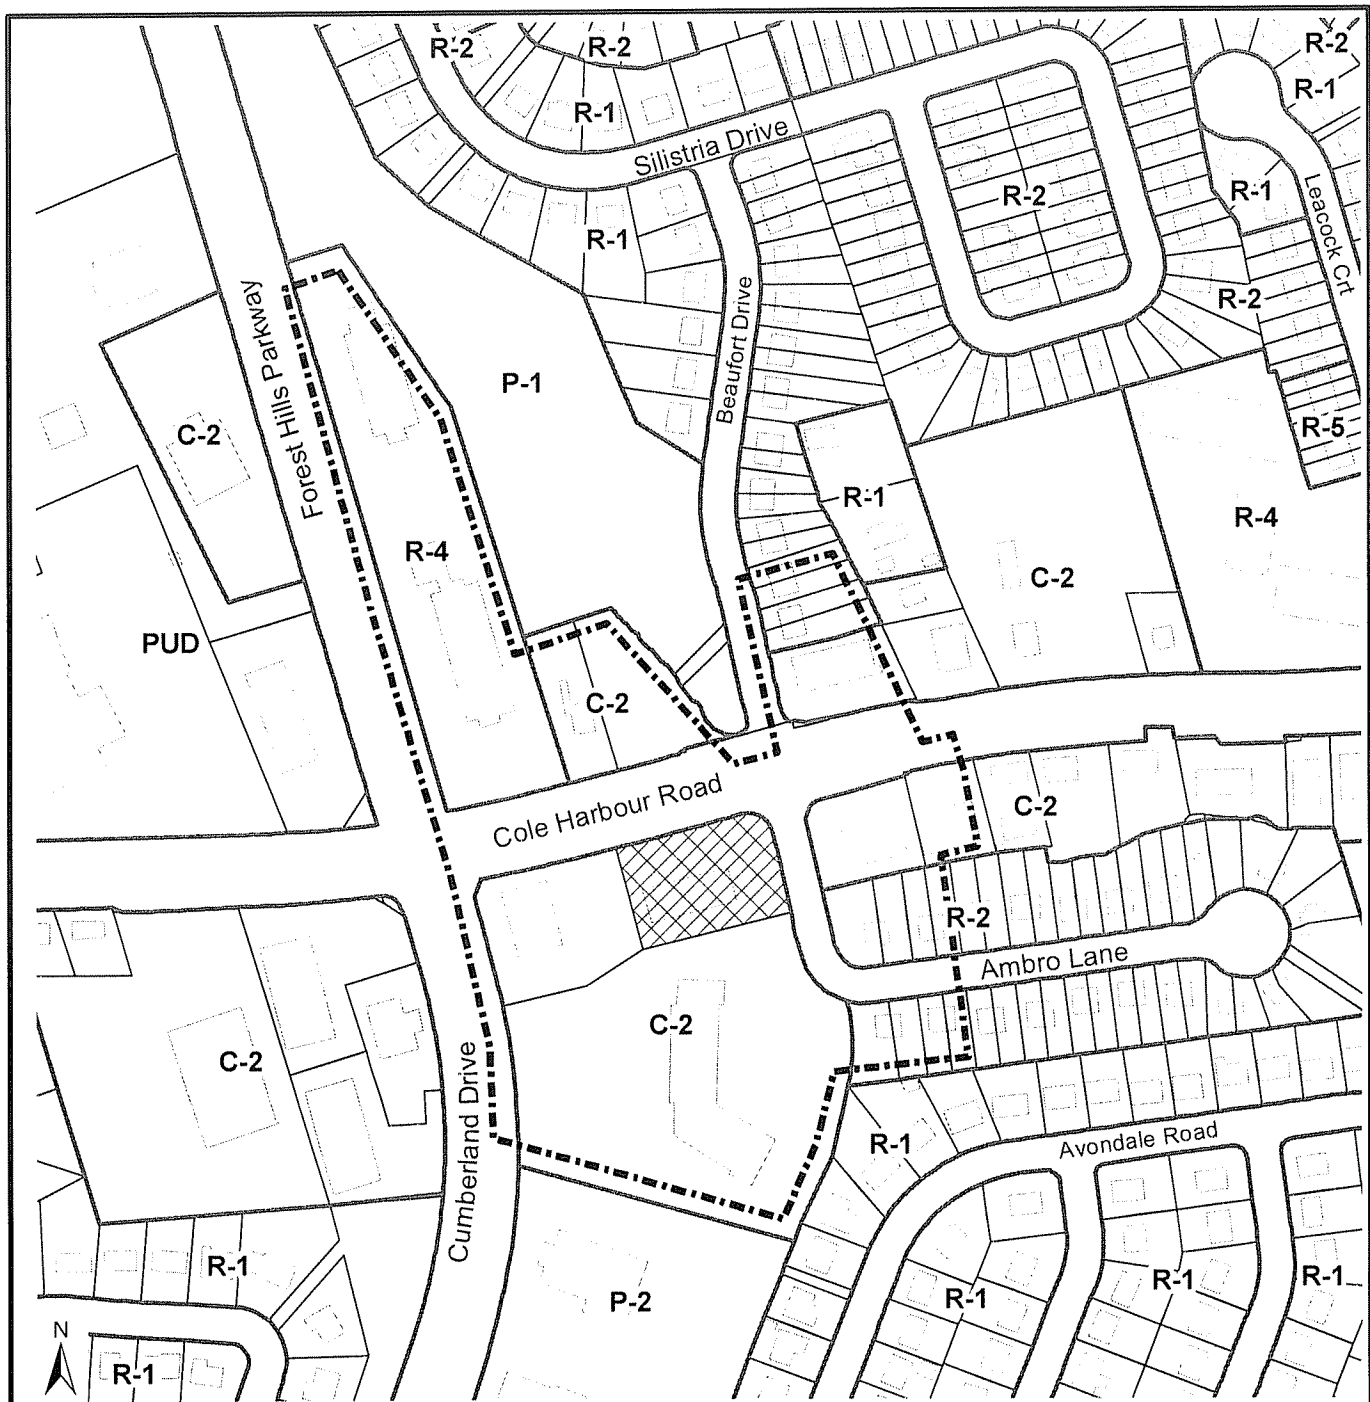 R-2
R-2
R-2
R-1
R-1
Silistria Drive
R-2
R-1
Leacock Crt
R-1
R-2
Forest Hills Parkway
Beaufort Drive
P-1
C-2
R-5
R-1
R-4
R-4
C-2
PUD
C-2
Cole Harbour Road
C-2
R-2
Ambro Lane
C-2
C-2
Cumberland Drive
R-1
Avondale Road
R-1
P-2
R-1
R-1
R-1
N
R-1